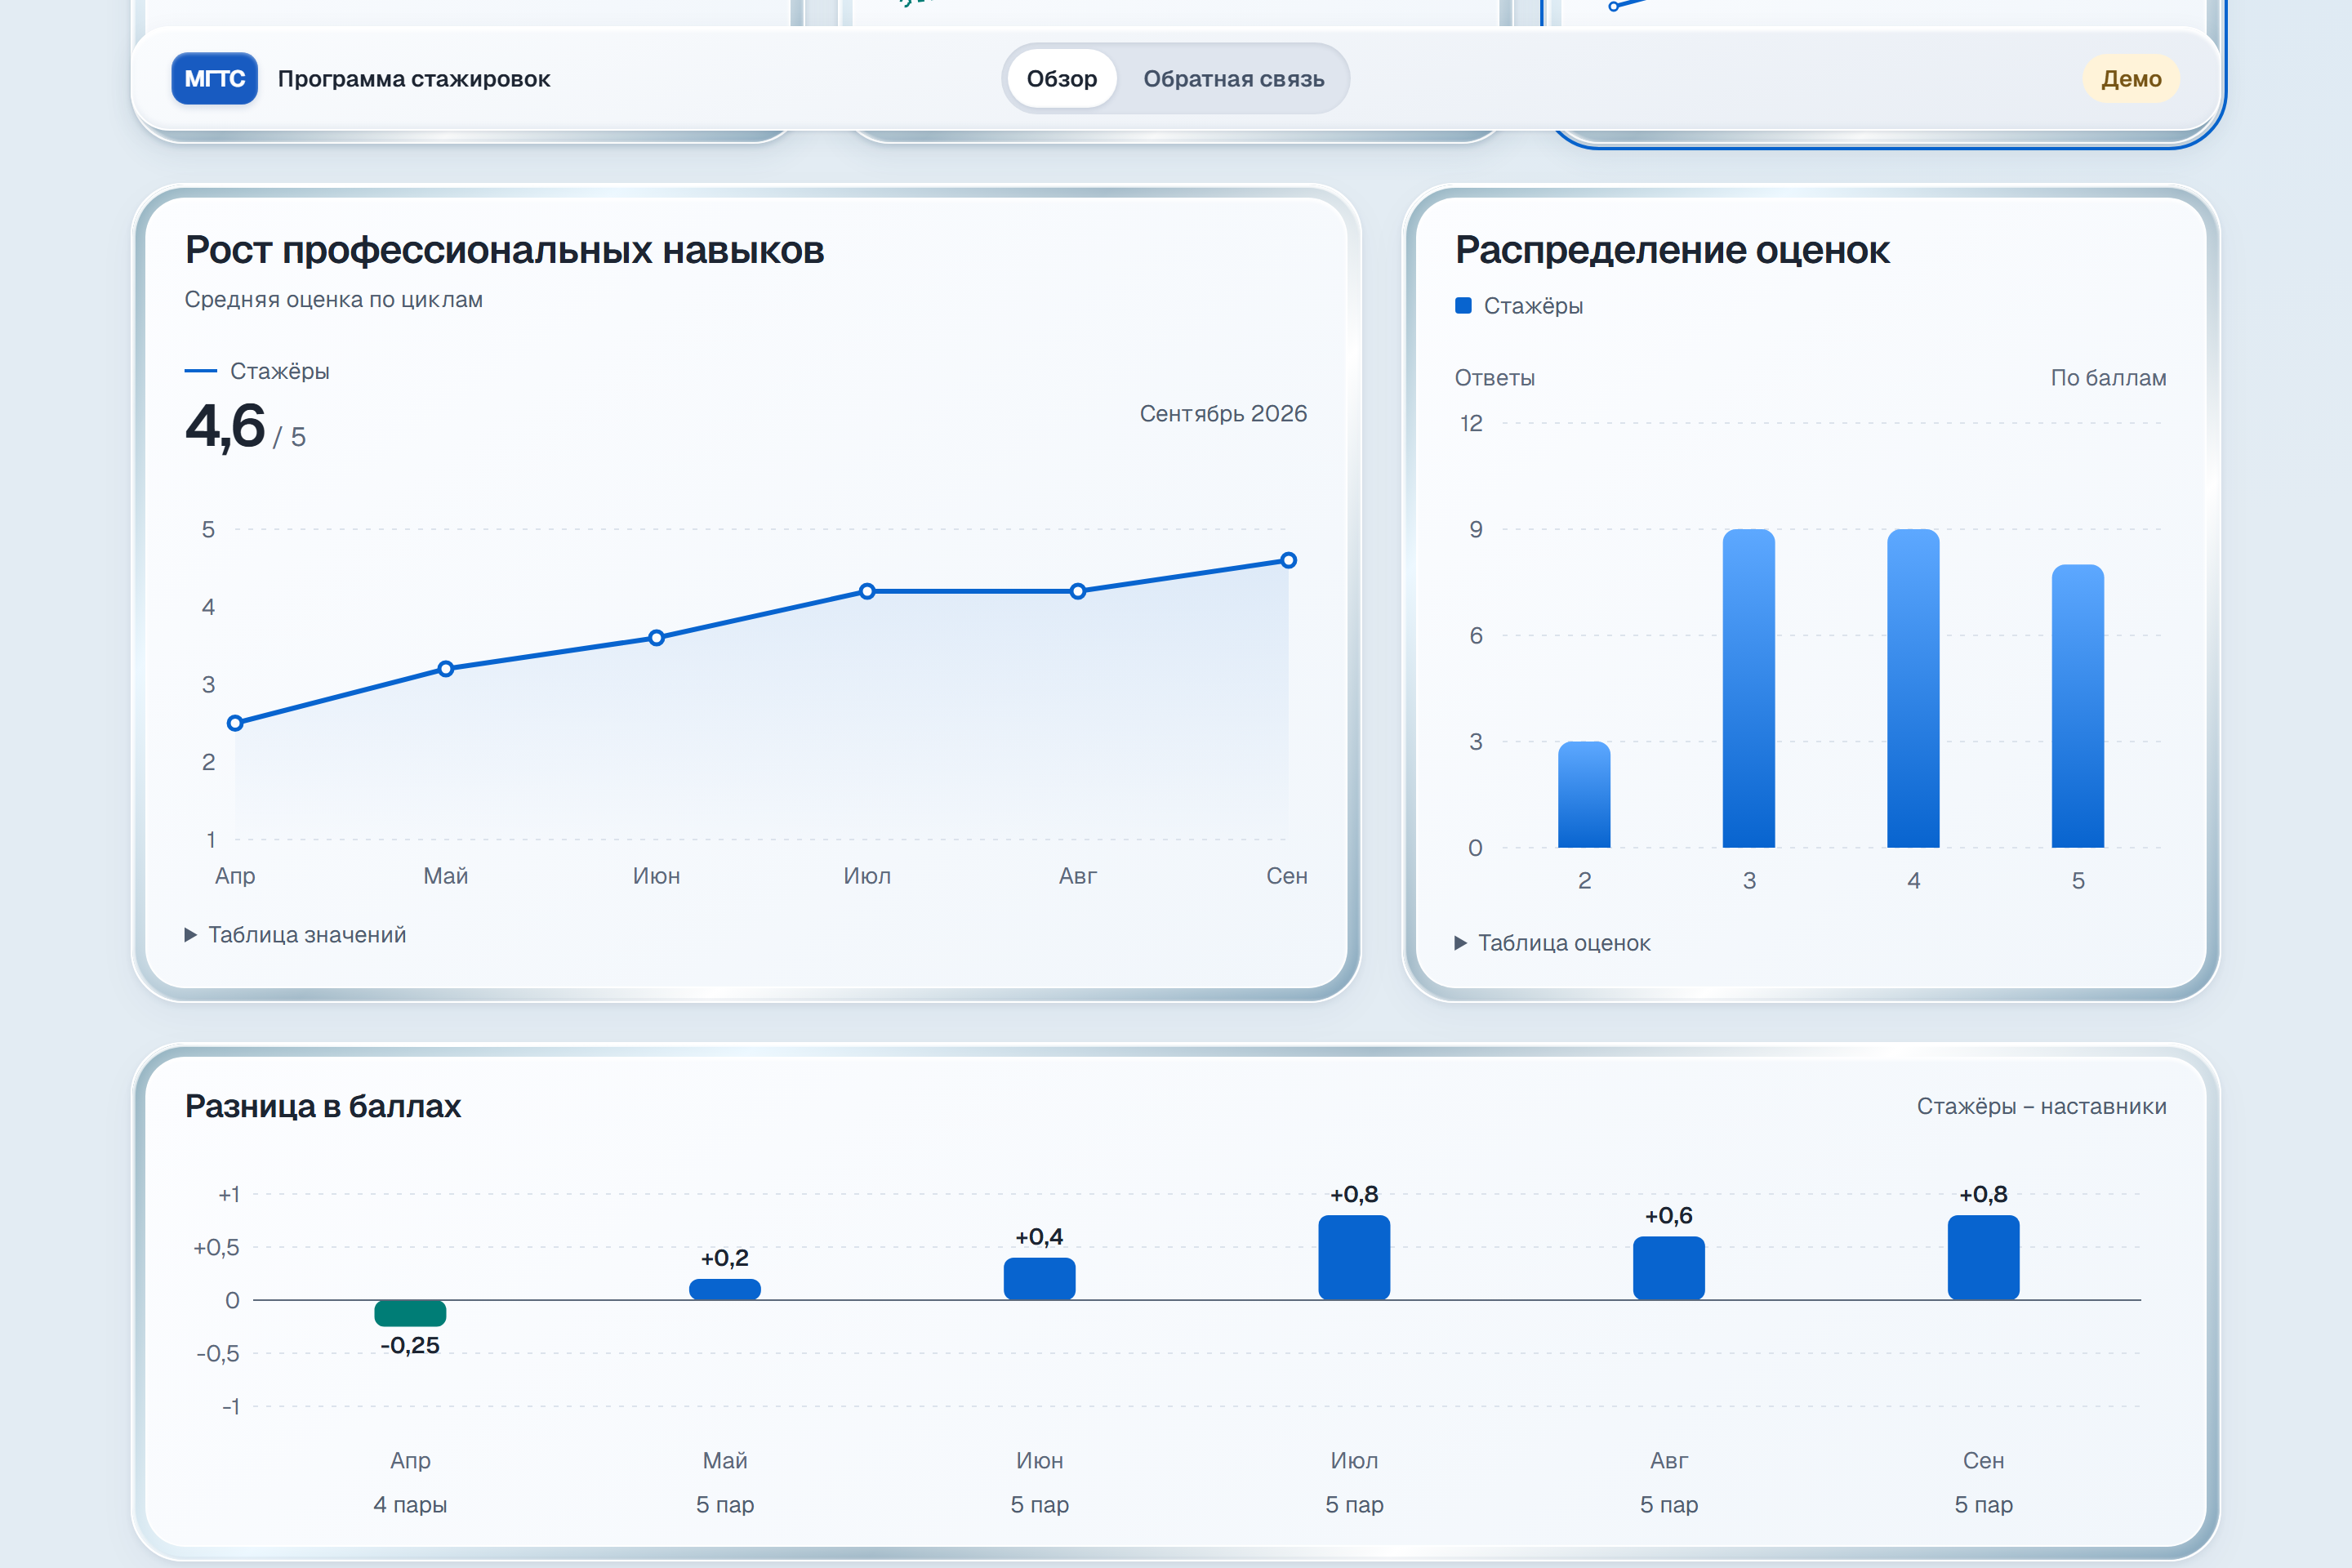 МГТС Программа стажировок Обзор Обратная связь Демо
Рост профессиональных навыков
Средняя оценка по циклам
Стажёры
4,6 / 5
Сентябрь 2026
5
4
3
2
1
Апр Май Июн Июл Авг Сен
Таблица значений
Распределение оценок
Стажёры
Ответы По баллам
12
9
6
3
0
2 3 4 5
Таблица оценок
Разница в баллах
Стажёры – наставники
+1
+0,5
0
-0,5
-1
-0,25 +0,2 +0,4 +0,8 +0,6 +0,8
Апр Май Июн Июл Авг Сен
4 пары 5 пар 5 пар 5 пар 5 пар 5 пар